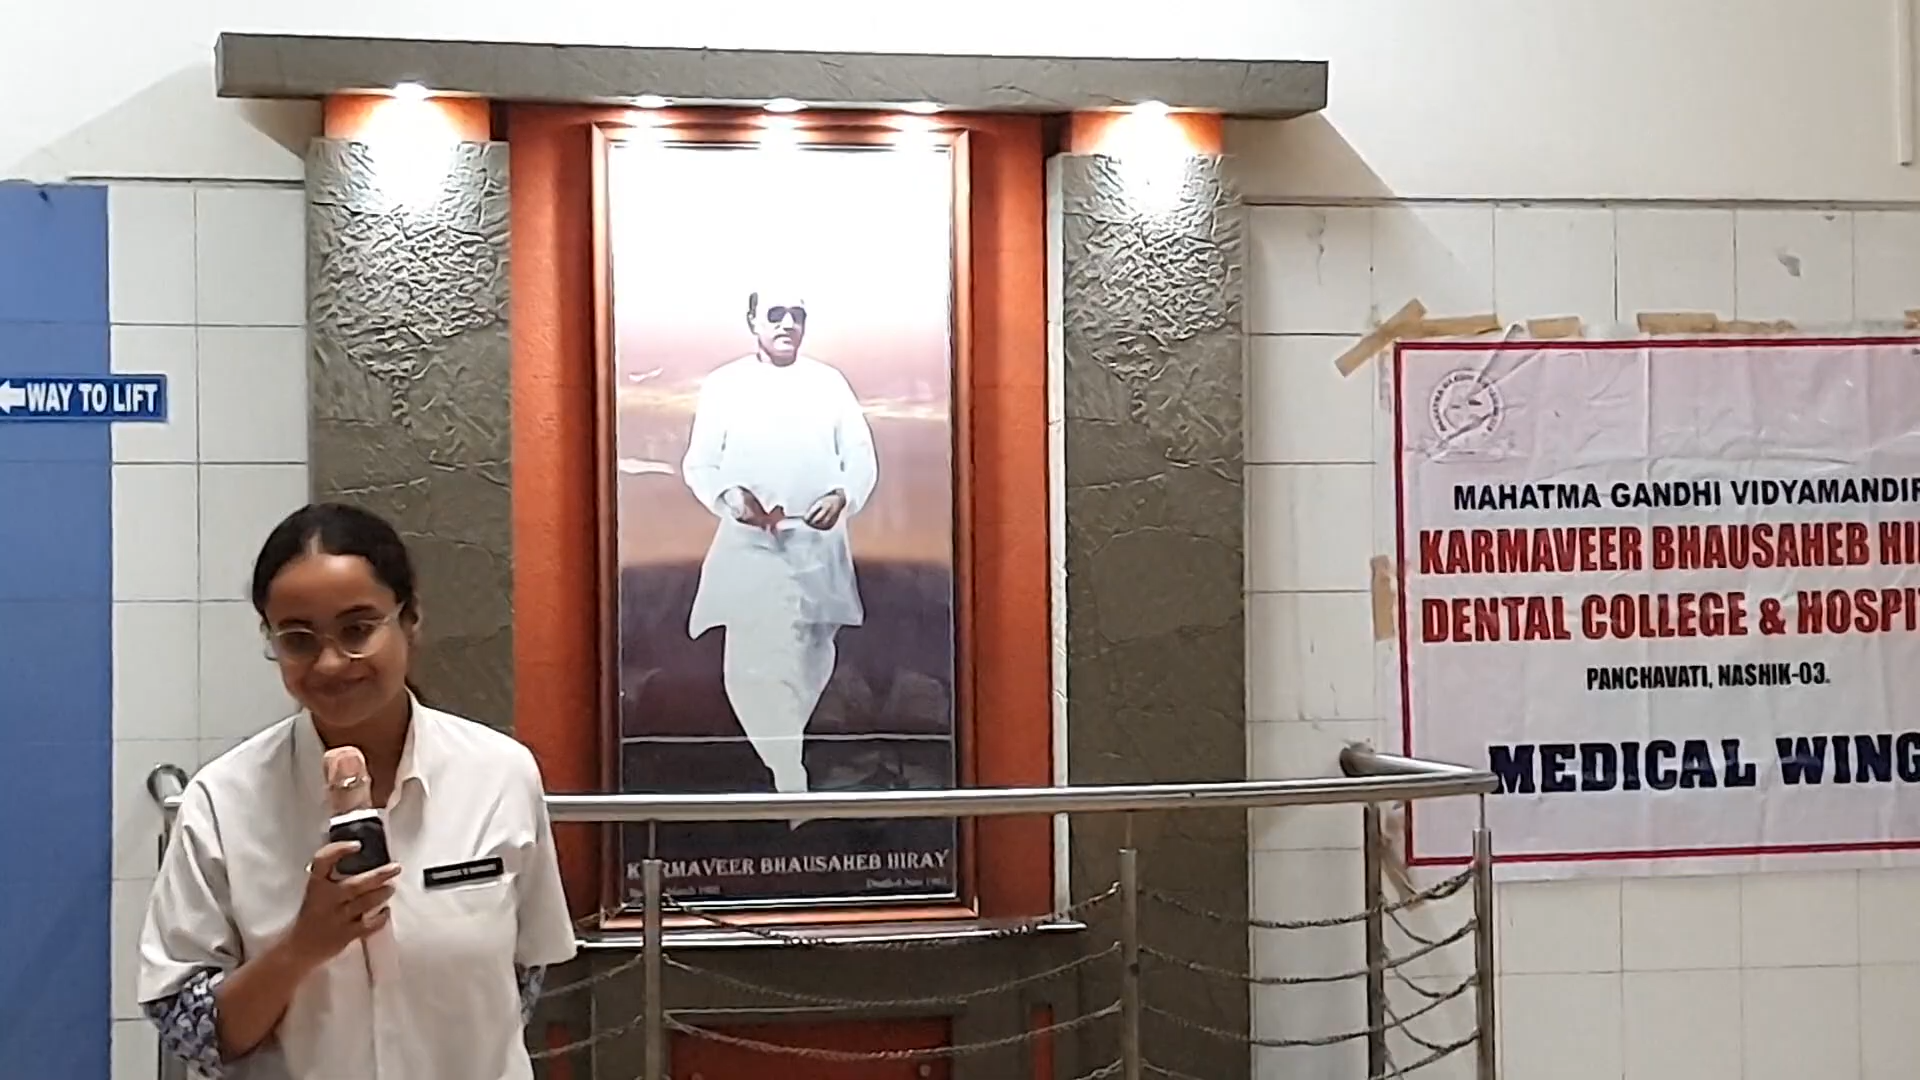 WAY TO LIFT
KARMAVEER BHAUSAHEB HIRAY
MAHATMA GANDHI VIDYAMANDIR
KARMAVEER BHAUSAHEB HI
DENTAL COLLEGE & HOSPIT
PANCHAVATI, NASHIK-03.
MEDICAL WING